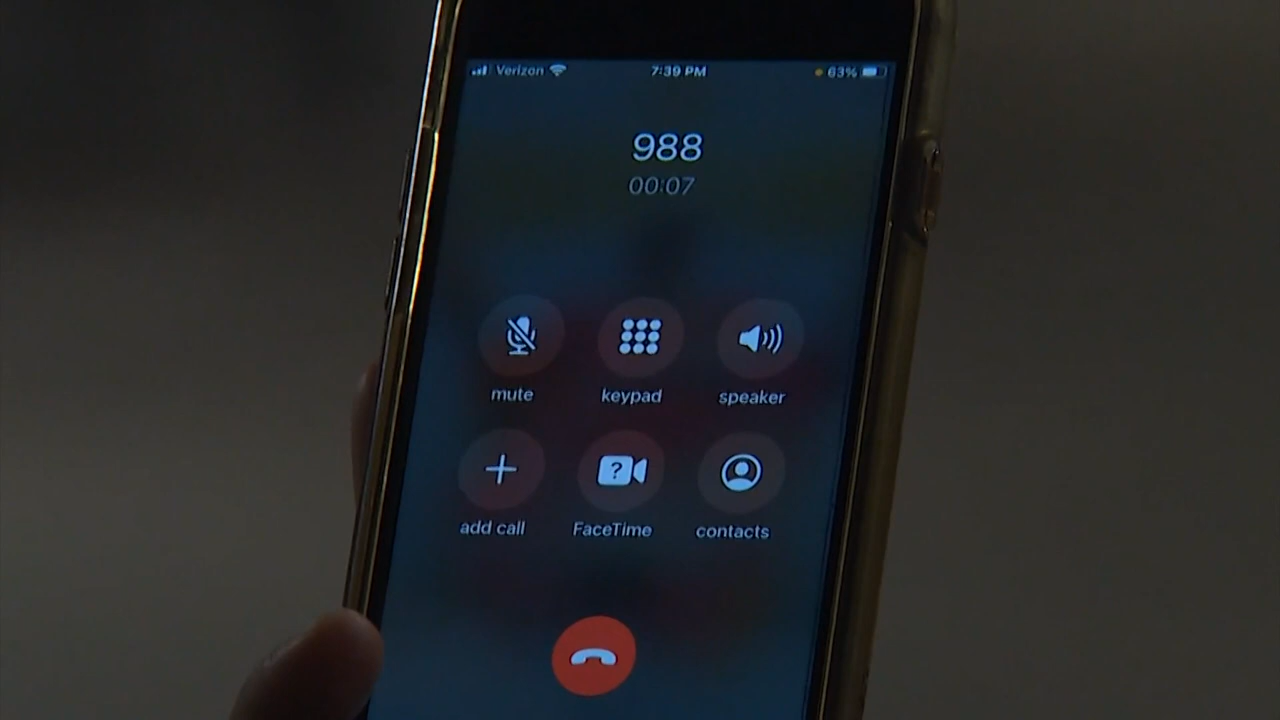 Verizon 7:39 PM 63%
988
00:07
mute keypad speaker
?
add call FaceTime contacts